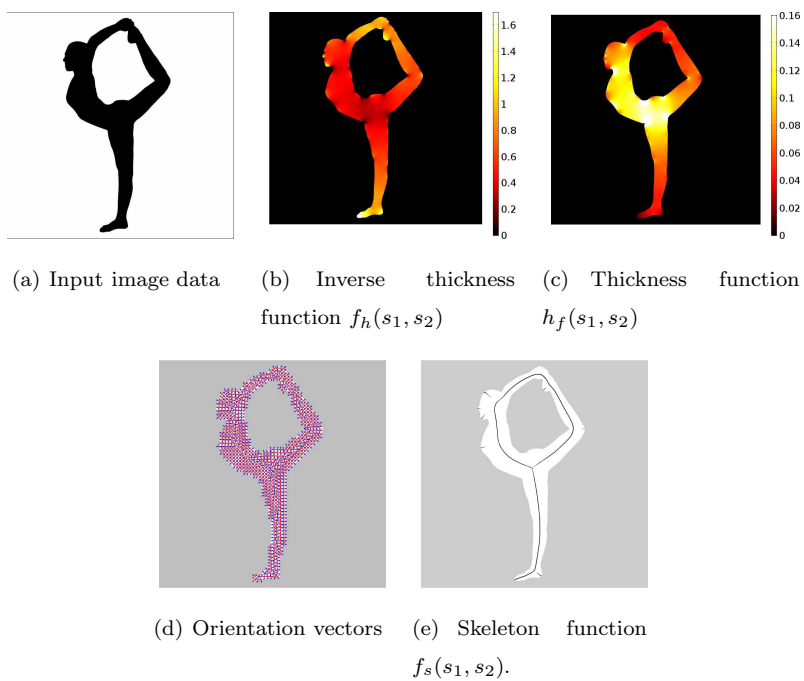 1.6
1.4
1.2
1
0.8
0.6
0.4
0.2
0
0.16
0.14
0.12
0.1
0.08
0.06
0.04
0.02
0
(a) Input image data
(b) Inverse thickness
function f_h(s_1, s_2)
(c) Thickness function
h_f(s_1, s_2)
(d) Orientation vectors
(e) Skeleton function
f_s(s_1, s_2).